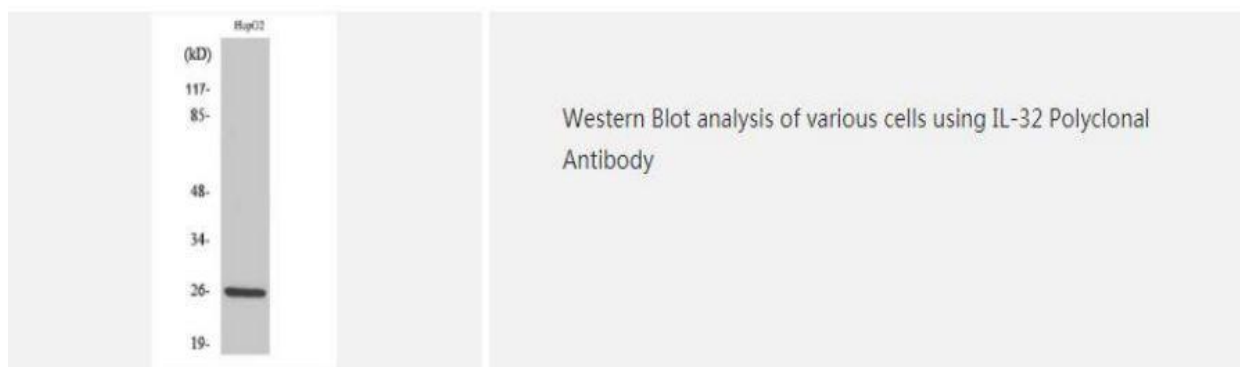 HepG2
(kD)
117-
85-
48-
34-
26-
19-
Western Blot analysis of various cells using IL-32 Polyclonal
Antibody